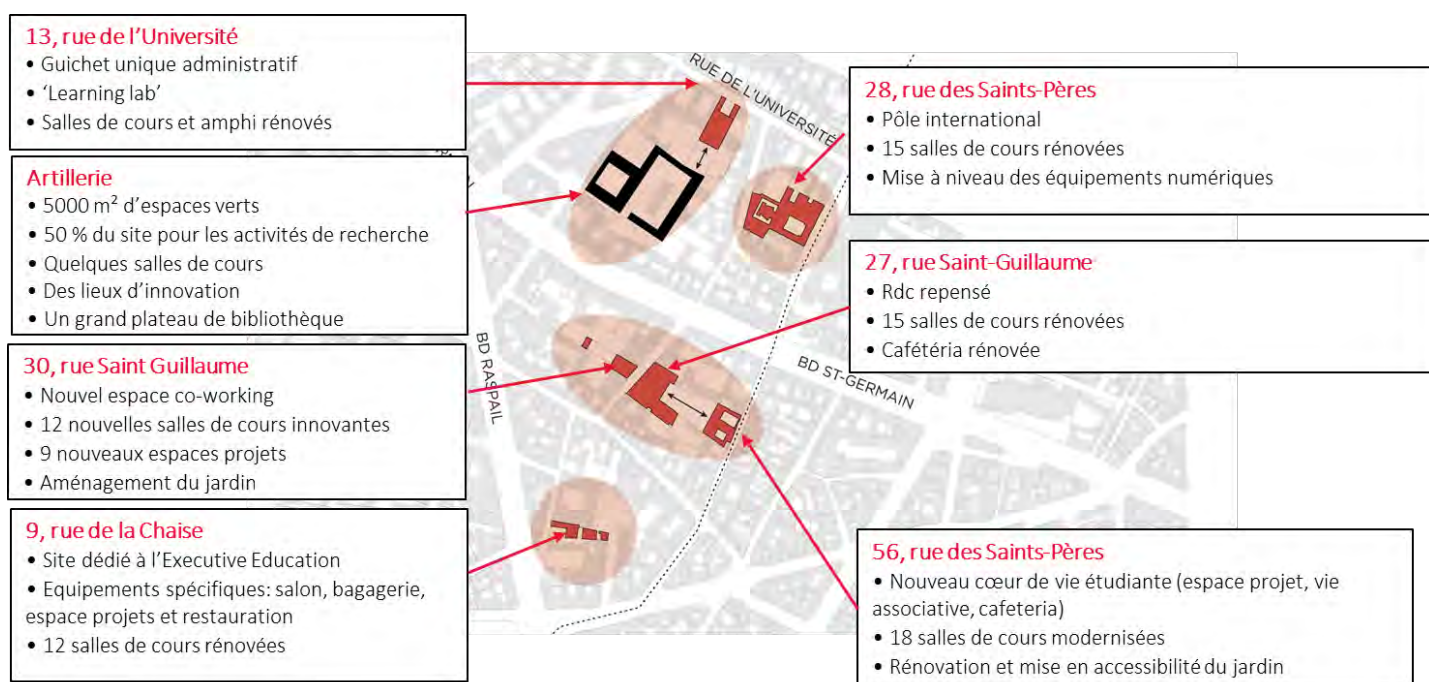 13, rue de l’Université
• Guichet unique administratif
• ‘Learning lab’
• Salles de cours et amphi rénovés
Artillerie
• 5000 m² d’espaces verts
• 50 % du site pour les activités de recherche
• Quelques salles de cours
• Des lieux d’innovation
• Un grand plateau de bibliothèque
30, rue Saint Guillaume
• Nouvel espace co-working
• 12 nouvelles salles de cours innovantes
• 9 nouveaux espaces projets
• Aménagement du jardin
9, rue de la Chaise
• Site dédié à l’Executive Education
• Equipements spécifiques: salon, bagagerie,
espace projets et restauration
• 12 salles de cours rénovées
RUE DE L'UNIVERSITÉ
BD RASPAIL
BD ST-GERMAIN
28, rue des Saints-Pères
• Pôle international
• 15 salles de cours rénovées
• Mise à niveau des équipements numériques
27, rue Saint-Guillaume
• Rdc repensé
• 15 salles de cours rénovées
• Cafétéria rénovée
56, rue des Saints-Pères
• Nouveau cœur de vie étudiante (espace projet, vie
associative, cafeteria)
• 18 salles de cours modernisées
• Rénovation et mise en accessibilité du jardin